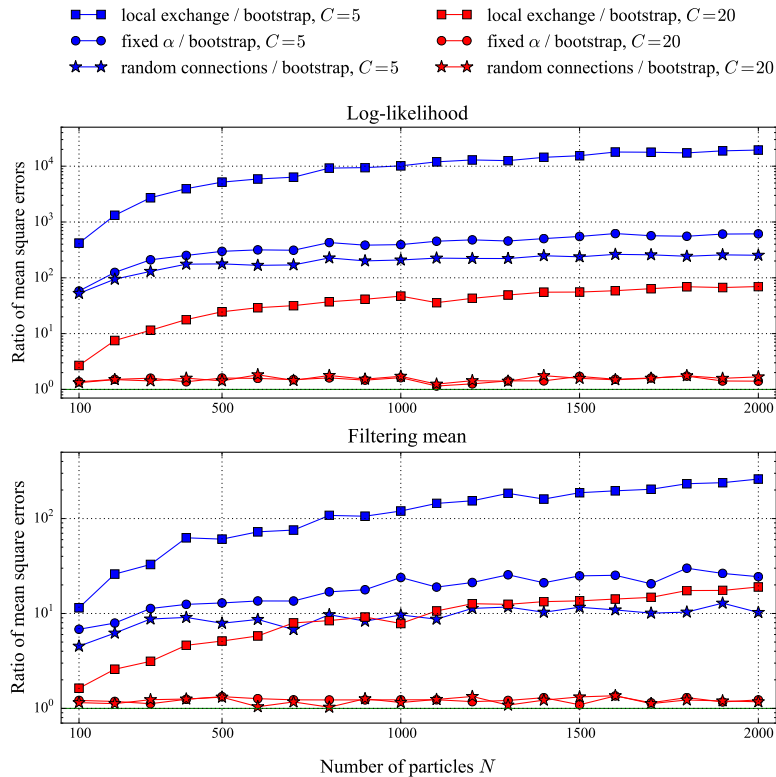 local exchange / bootstrap, C=5
fixed α / bootstrap, C=5
random connections / bootstrap, C=5
local exchange / bootstrap, C=20
fixed α / bootstrap, C=20
random connections / bootstrap, C=20
Log-likelihood
Ratio of mean square errors
10^4
10^3
10^2
10^1
10^0
100 500 1000 1500 2000
Filtering mean
Ratio of mean square errors
10^2
10^1
10^0
100 500 1000 1500 2000
Number of particles N